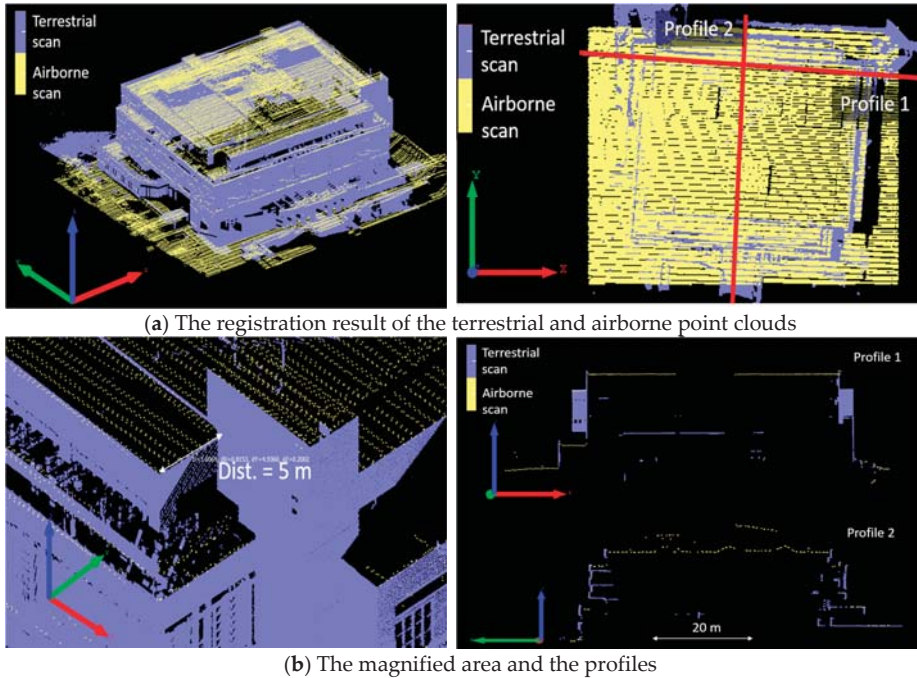 Terrestrial
scan
Airborne
scan
Profile 2
Terrestrial
scan
Airborne
scan
Profile 1
Y
X
(a) The registration result of the terrestrial and airborne point clouds
Dist. = 5 m
Terrestrial
scan
Airborne
scan
Profile 1
Profile 2
20 m
(b) The magnified area and the profiles